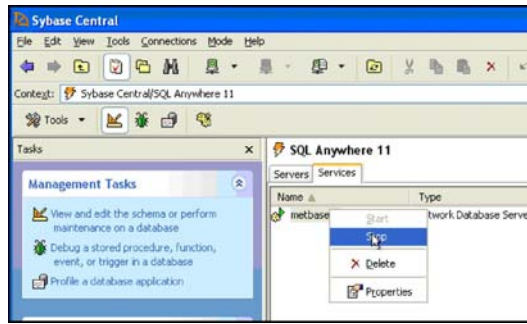 Sybase Central
File Edit View Tools Connections Mode Help
Context: Sybase Central/SQL Anywhere 11
Tools
Tasks x
SQL Anywhere 11
Servers Services
Management Tasks
Name Type
View and edit the schema or perform
maintenance on a database
metbase
twork Database Serve
Debug a stored procedure, function,
event, or trigger in a database
Profile a database application
Start
Stop
Delete
Properties